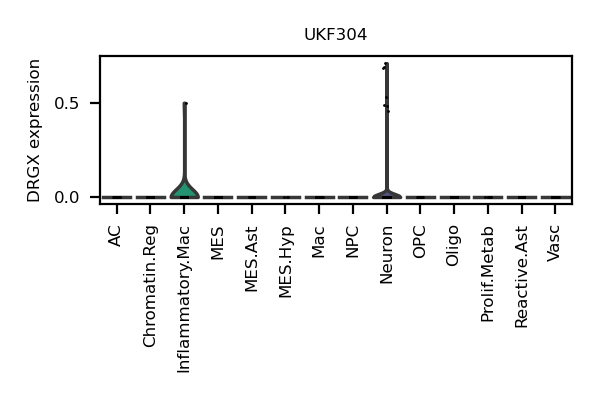 UKF304
DRGX expression
0.5
0.0
AC
Chromatin.Reg
Inflammatory.Mac
MES
MES.Ast
MES.Hyp
Mac
NPC
Neuron
OPC
Oligo
Prolif.Metab
Reactive.Ast
Vasc